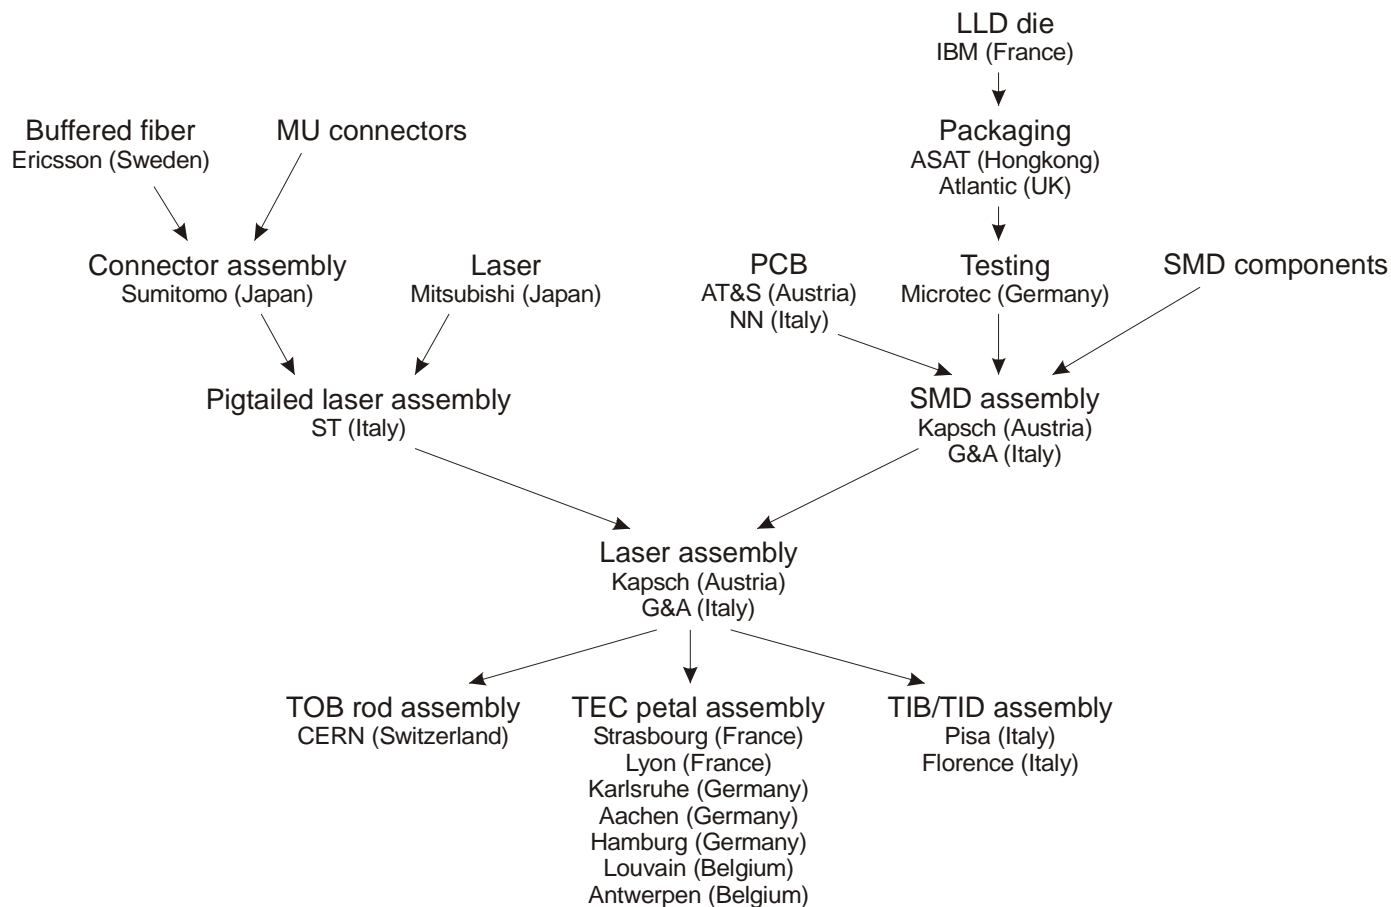 LLD die
IBM (France)
Buffered fiber
Ericsson (Sweden)
MU connectors
Packaging
ASAT (Hongkong)
Atlantic (UK)
Connector assembly
Sumitomo (Japan)
Laser
Mitsubishi (Japan)
PCB
AT&S (Austria)
NN (Italy)
Testing
Microtec (Germany)
SMD components
Pigtailed laser assembly
ST (Italy)
SMD assembly
Kapsch (Austria)
G&A (Italy)
Laser assembly
Kapsch (Austria)
G&A (Italy)
TOB rod assembly
CERN (Switzerland)
TEC petal assembly
Strasbourg (France)
Lyon (France)
Karlsruhe (Germany)
Aachen (Germany)
Hamburg (Germany)
Louvain (Belgium)
Antwerpen (Belgium)
TIB/TID assembly
Pisa (Italy)
Florence (Italy)